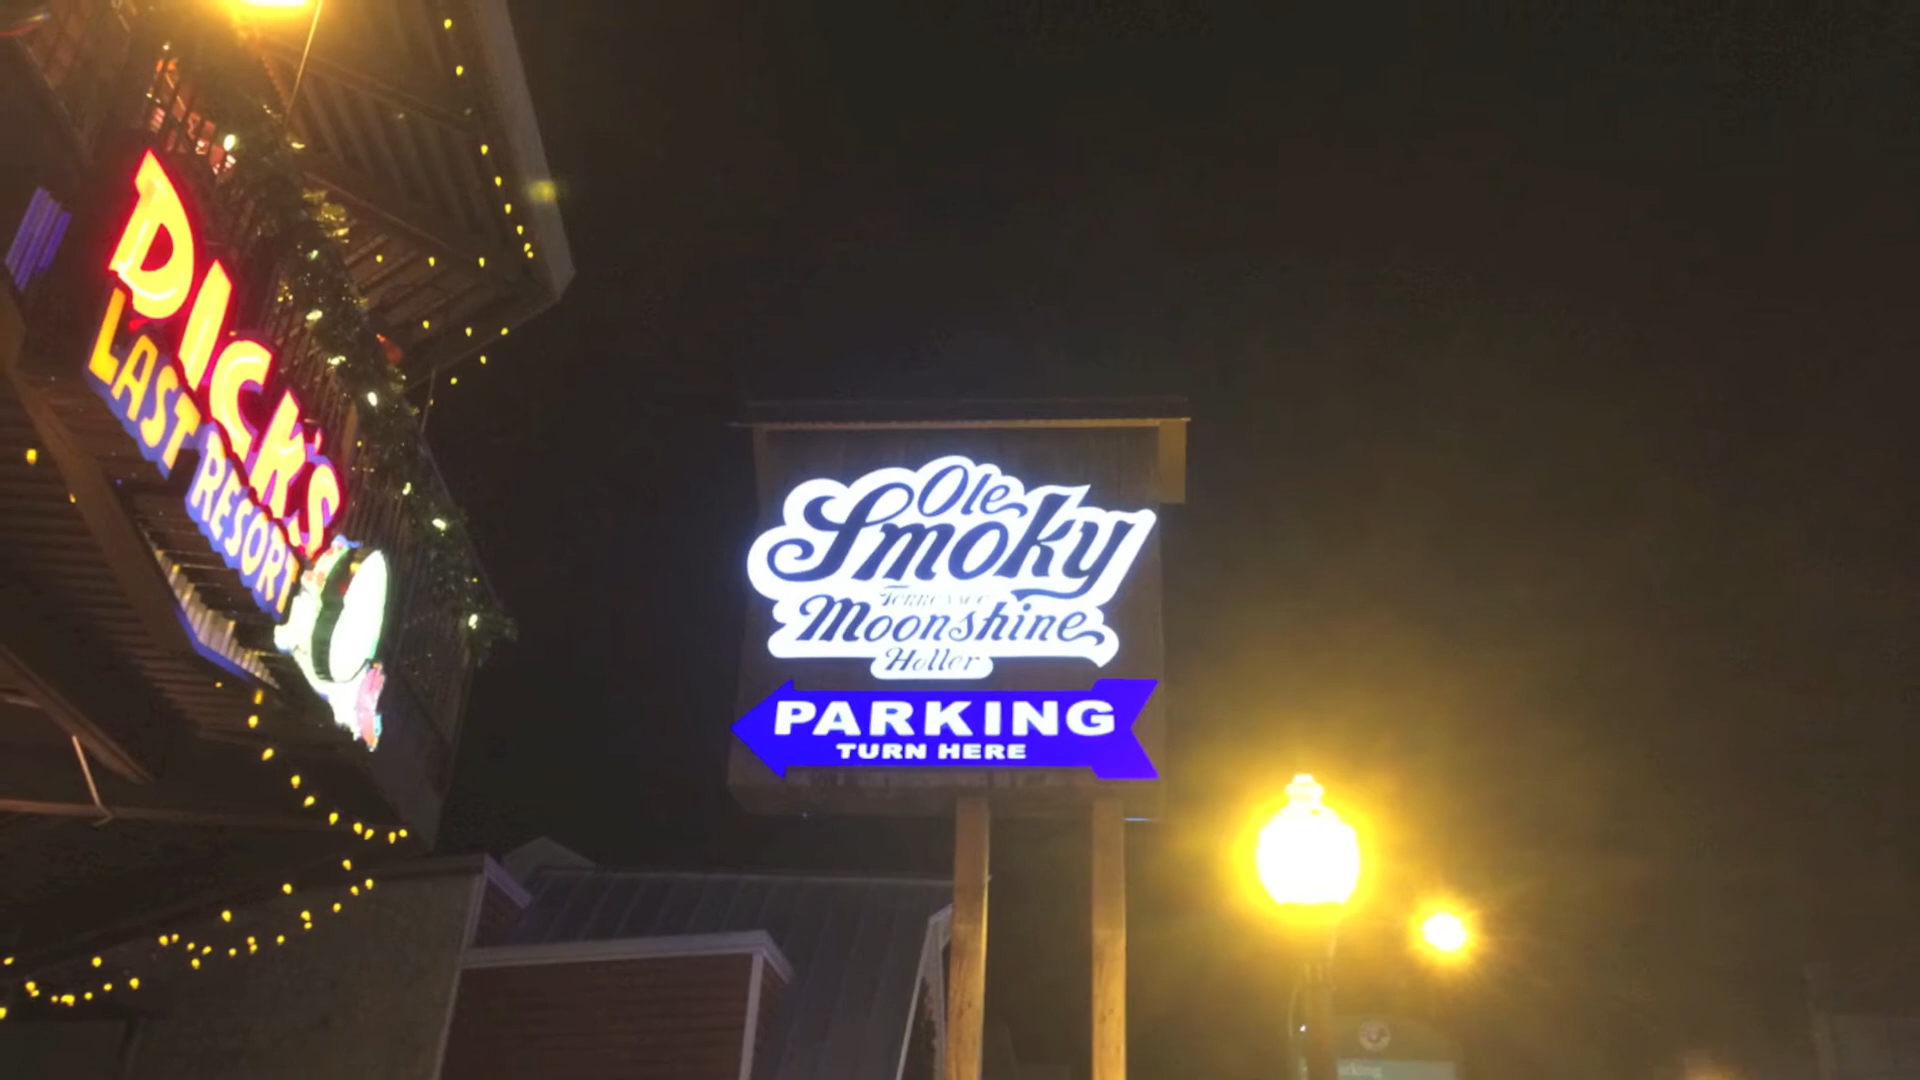 DICK'S
LAST RESORT
Ole
Smoky
Tennessee
Moonshine
Holler
PARKING
TURN HERE